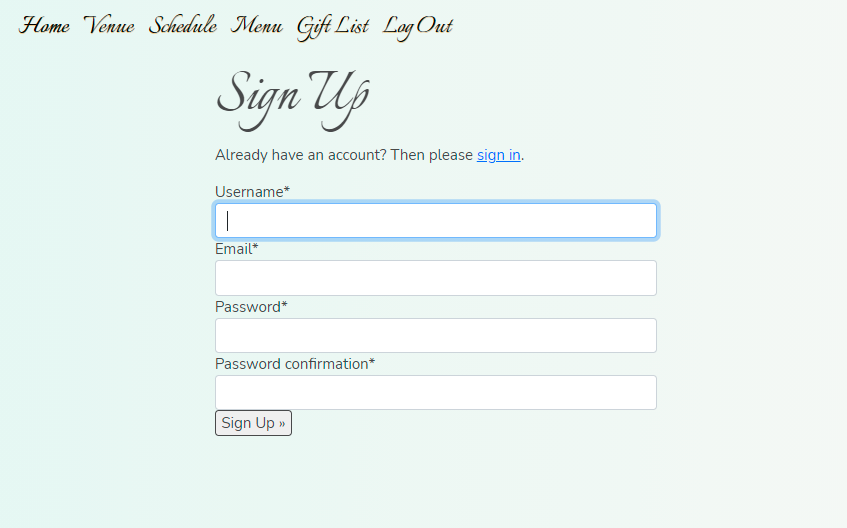 Home Venue Schedule Menu Gift List Log Out
Sign Up
Already have an account? Then please sign in.
Username*
Email*
Password*
Password confirmation*
Sign Up »